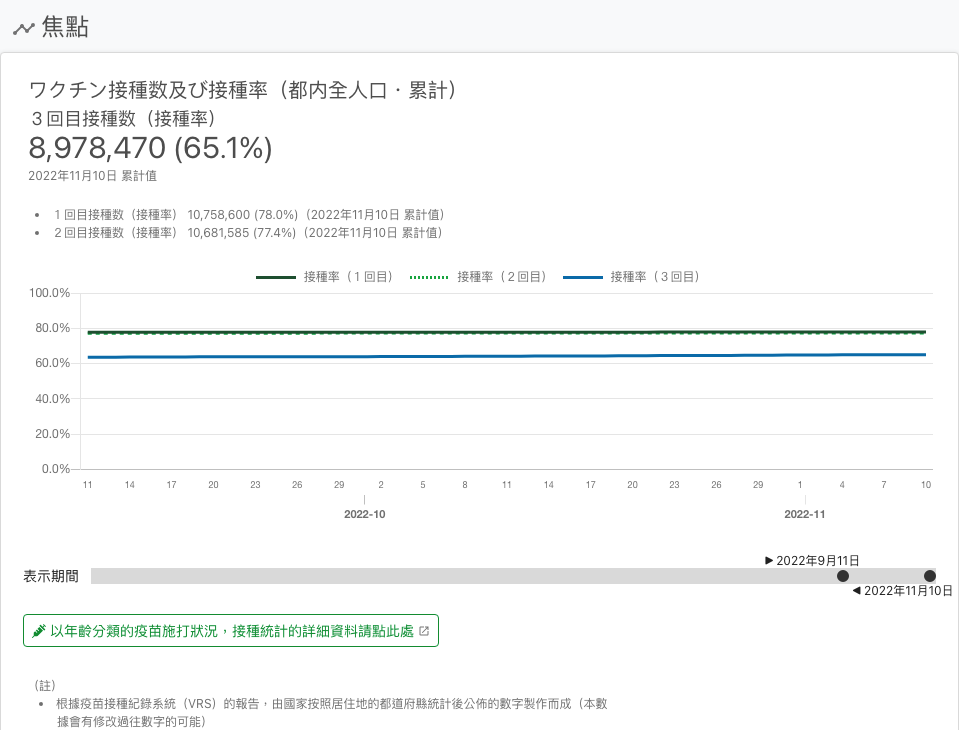 焦點
ワクチン接種数及び接種率（都内全人口・累計）
３回目接種数（接種率）
8,978,470 (65.1%)
2022年11月10日 累計值
• １回目接種数（接種率） 10,758,600 (78.0%)（2022年11月10日 累計值）
• ２回目接種数（接種率） 10,681,585 (77.4%)（2022年11月10日 累計值）
接種率（１回目） 接種率（２回目） 接種率（３回目）
100.0%
80.0%
60.0%
40.0%
20.0%
0.0%
11 14 17 20 23 26 29 2 5 8 11 14 17 20 23 26 29 1 4 7 10
2022-10 2022-11
2022年9月11日
表示期間
2022年11月10日
以年齡分類的疫苗施打狀況，接種統計的詳細資料請點此處
（註）
• 根據疫苗接種紀錄系統（VRS）的報告，由國家按照居住地的都道府縣統計後公佈的數字製作而成（本數
據會有修改過往數字的可能）